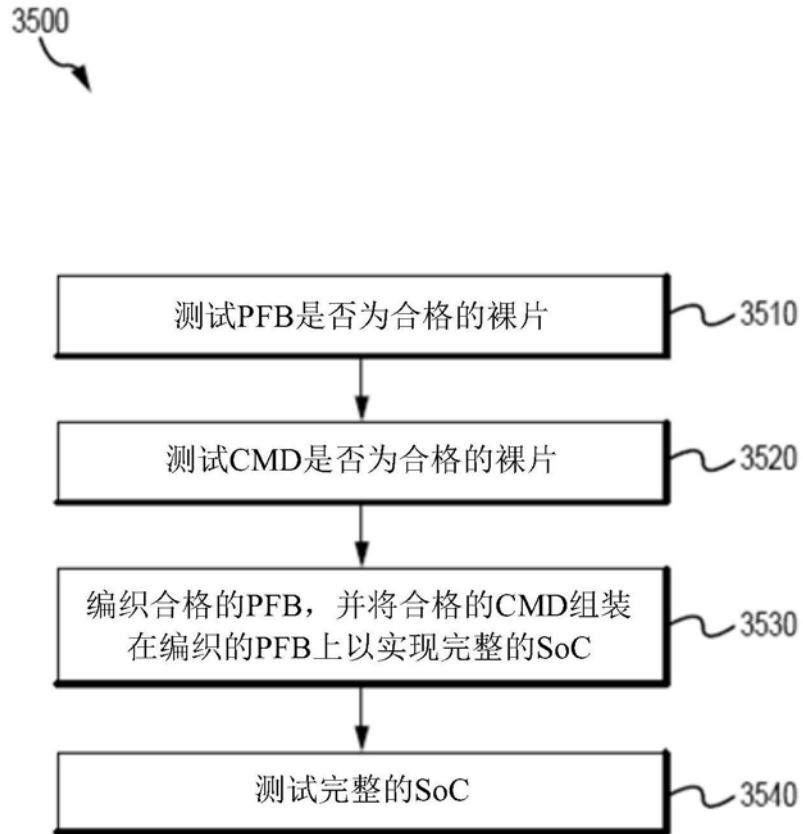 3500
测试PFB是否为合格的裸片
3510
测试CMD是否为合格的裸片
3520
编织合格的PFB，并将合格的CMD组装
在编织的PFB上以实现完整的SoC
3530
测试完整的SoC
3540